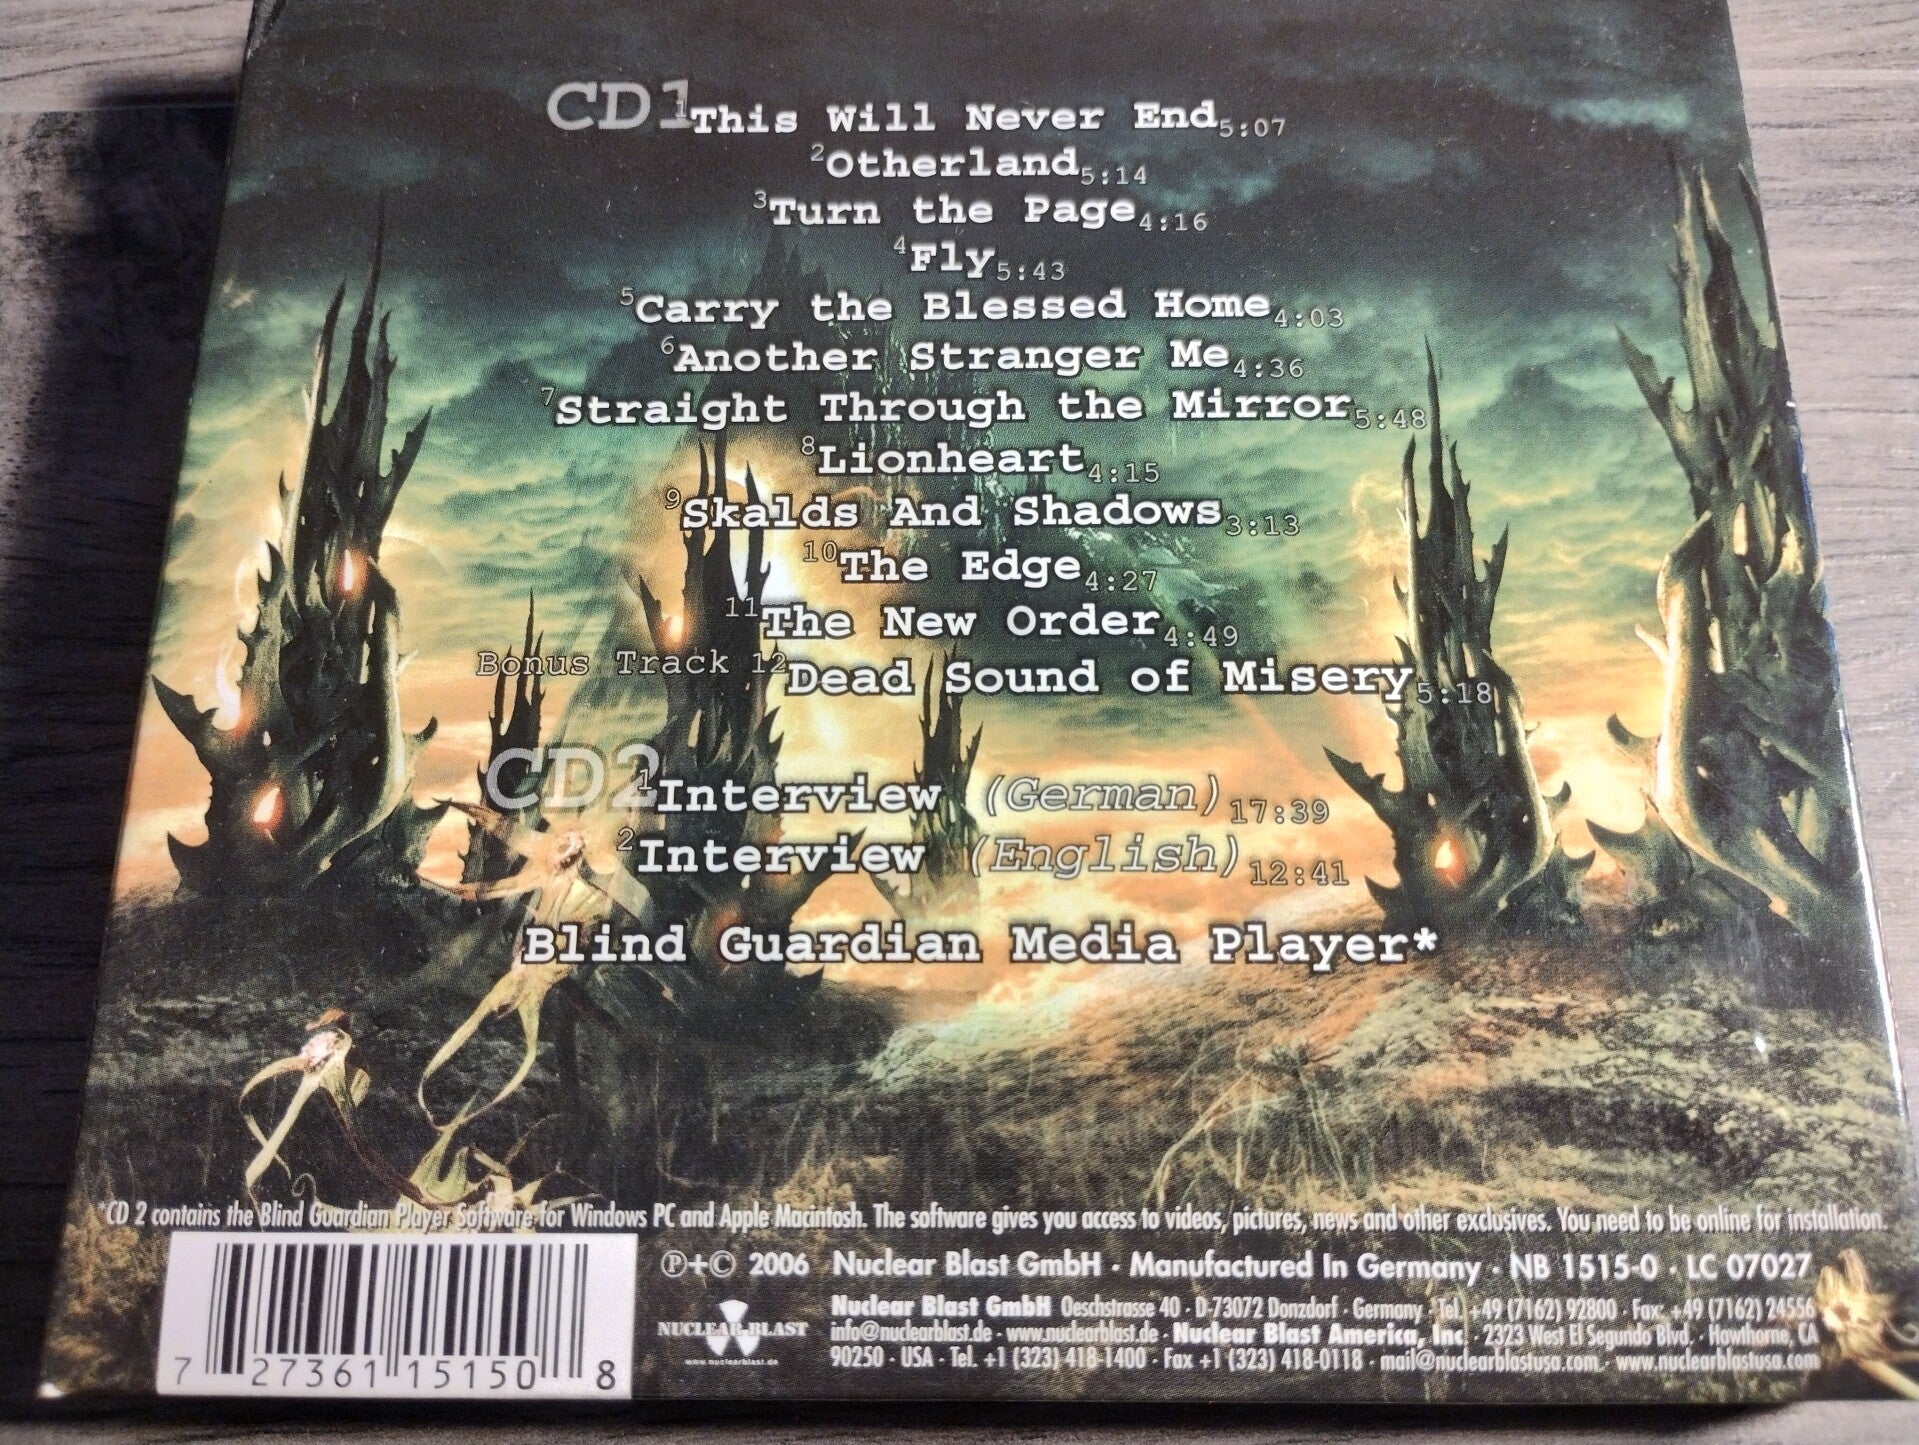 CD1 1 This Will Never End 5:07
2 Otherland 5:14
3 Turn the Page 4:16
4 Fly 5:43
5 Carry the Blessed Home 4:03
6 Another Stranger Me 4:36
7 Straight Through the Mirror 5:48
8 Lionheart 4:15
9 Skalds And Shadows 3:13
10 The Edge 4:27
11 The New Order 4:49
Bonus Track 12 Dead Sound of Misery 5:18
CD2 1 Interview (German) 17:39
2 Interview (English) 12:41
Blind Guardian Media Player*
*CD 2 contains the Blind Guardian Player Software for Windows PC and Apple Macintosh. The software gives you access to videos, pictures, news and other exclusives. You need to be online for installation.
℗+© 2006 Nuclear Blast GmbH · Manufactured In Germany · NB 1515-0 · LC 07027
NUCLEAR BLAST
www.nuclearblast.de
Nuclear Blast GmbH Oeschstrasse 40 · D-73072 Donzdorf · Germany · Tel. +49 (7162) 92800 · Fax: +49 (7162) 24556
info@nuclearblast.de · www.nuclearblast.de · Nuclear Blast America, Inc. · 2323 West El Segundo Blvd. · Hawthorne, CA
90250 · USA · Tel. +1 (323) 418-1400 · Fax +1 (323) 418-0118 · mail@nuclearblastusa.com · www.nuclearblastusa.com
7 27361 15150 8